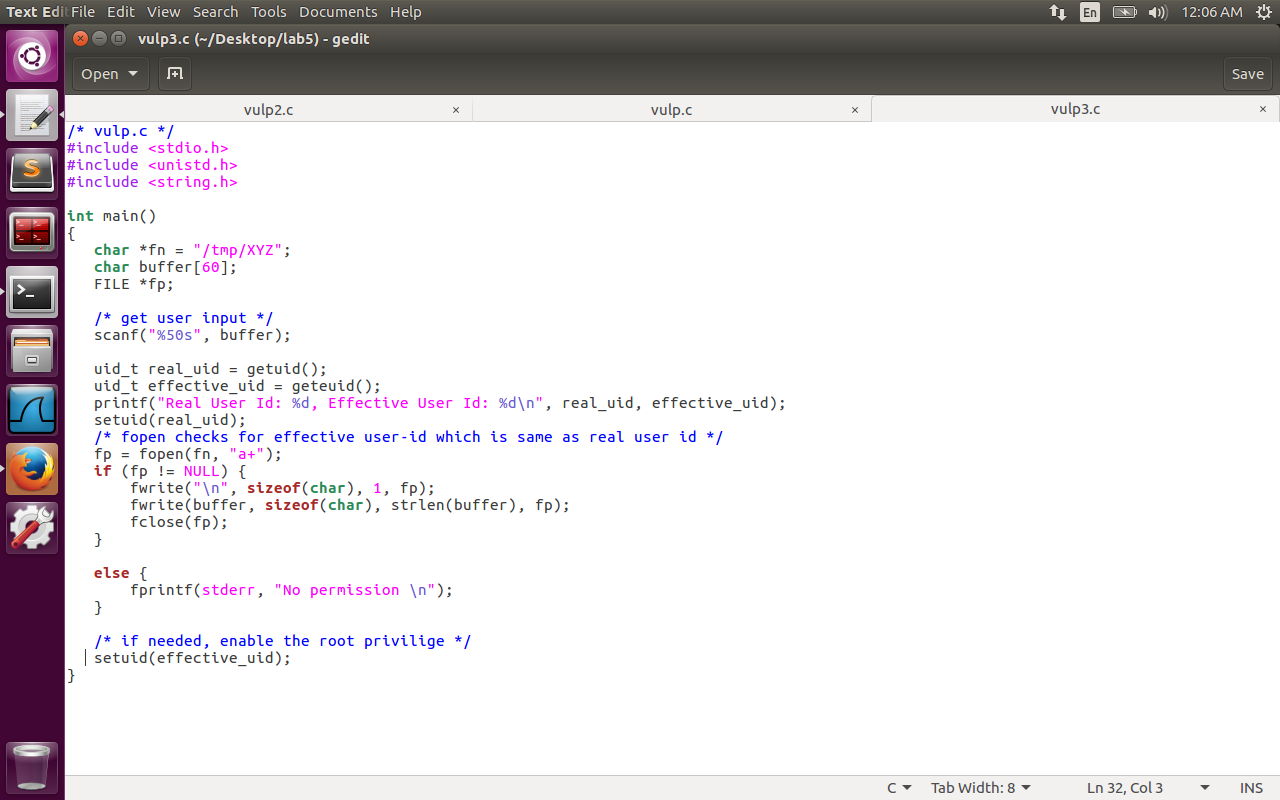 Text Edit File Edit View Search Tools Documents Help En 12:06 AM
vulp3.c (~/Desktop/lab5) - gedit
Open Save
vulp2.c × vulp.c × vulp3.c ×
/* vulp.c */
#include <stdio.h>
#include <unistd.h>
#include <string.h>
int main()
{
char *fn = "/tmp/XYZ";
char buffer[60];
FILE *fp;
/* get user input */
scanf("%50s", buffer);
uid_t real_uid = getuid();
uid_t effective_uid = geteuid();
printf("Real User Id: %d, Effective User Id: %d\n", real_uid, effective_uid);
setuid(real_uid);
/* fopen checks for effective user-id which is same as real user id */
fp = fopen(fn, "a+");
if (fp != NULL) {
fwrite("\n", sizeof(char), 1, fp);
fwrite(buffer, sizeof(char), strlen(buffer), fp);
fclose(fp);
}
else {
fprintf(stderr, "No permission \n");
}
/* if needed, enable the root privilige */
setuid(effective_uid);
}
C Tab Width: 8 Ln 32, Col 3 INS